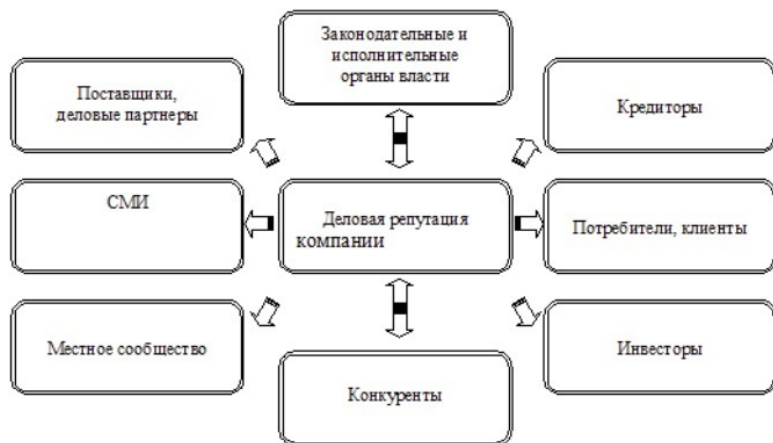 Законодательные и
исполнительные
органы власти
Поставщики,
деловые партнеры
Кредиторы
СМИ
Деловая репутация
компании
Потребители, клиенты
Местное сообщество
Конкуренты
Инвесторы